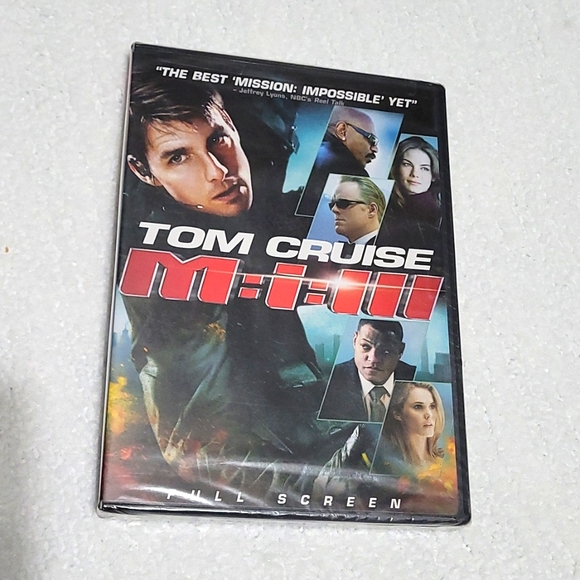 "THE BEST 'MISSION: IMPOSSIBLE' YET"
- Jeffrey Lyons, NBC's Reel Talk
TOM CRUISE
M:i:III
FULL SCREEN